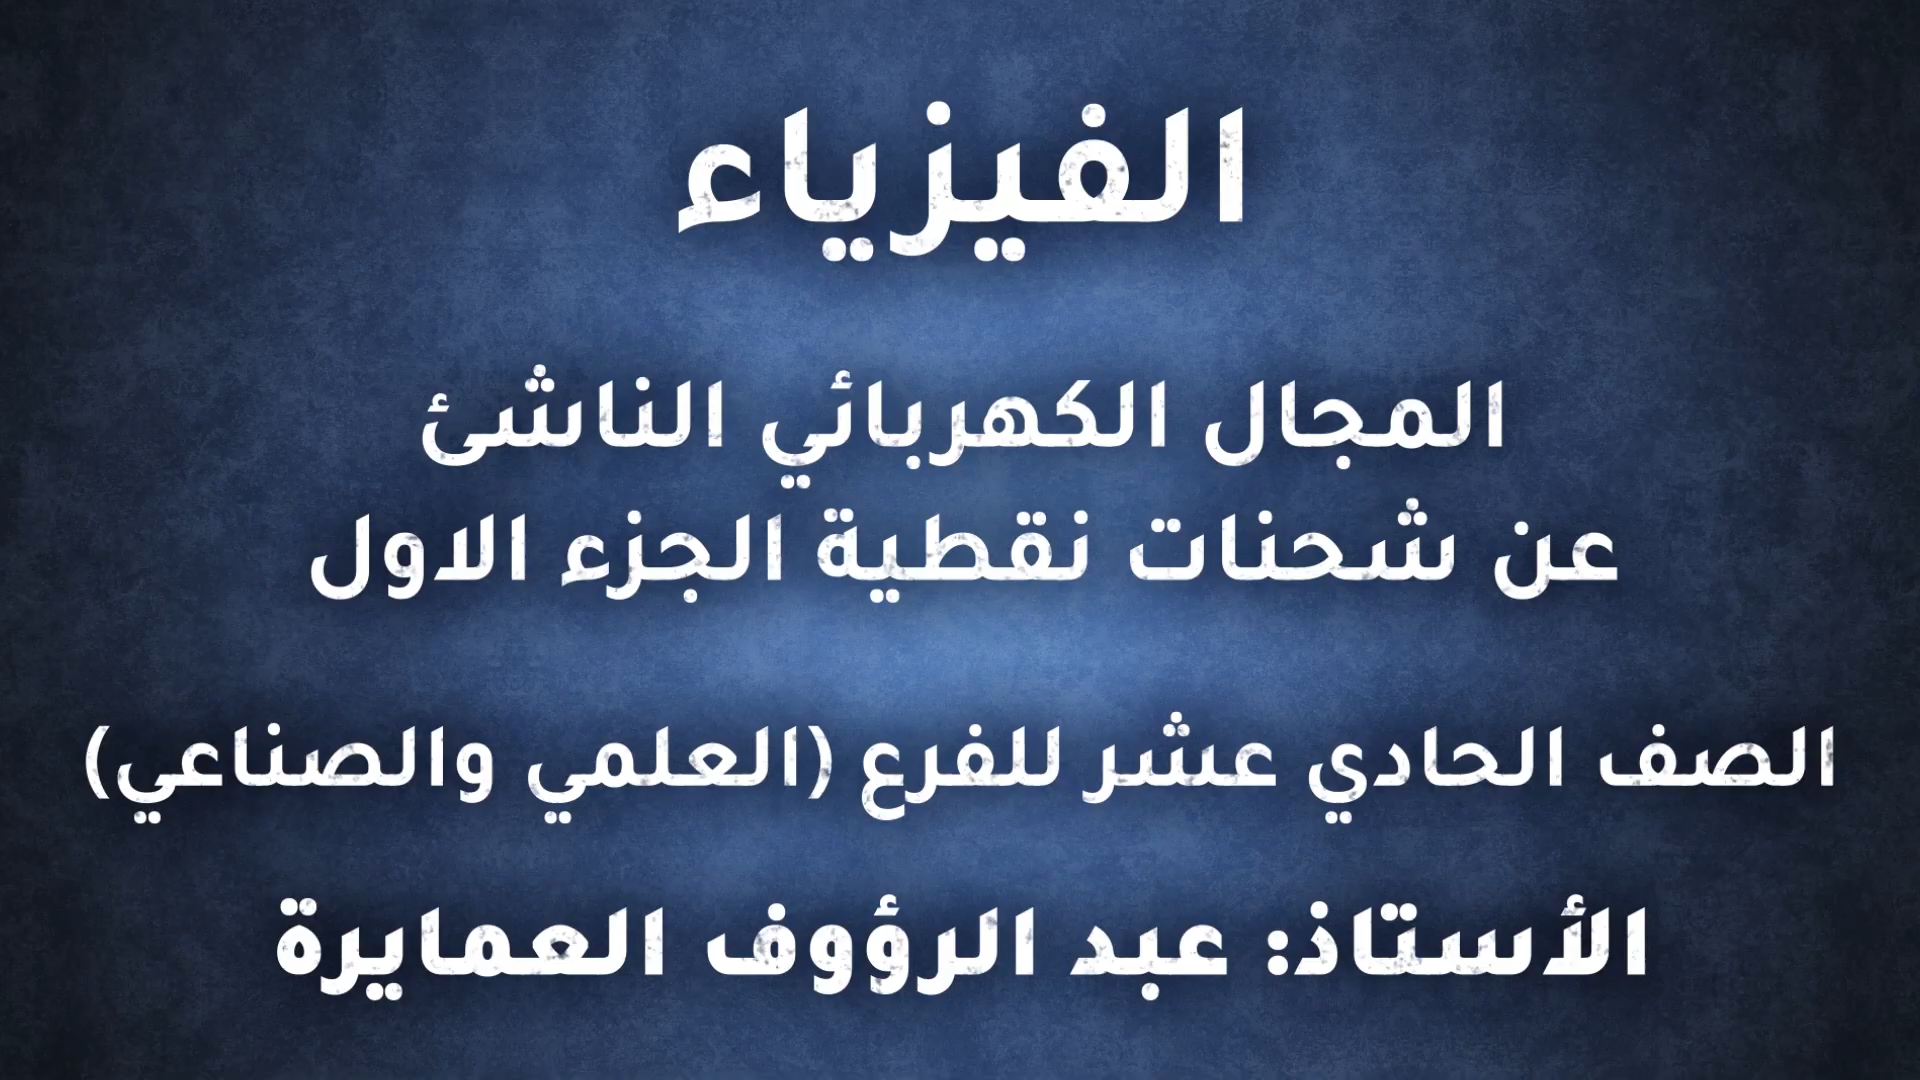 الفيزياء
المجال الكهربائي الناشئ
عن شحنات نقطية الجزء الاول
الصف الحادي عشر للفرع (العلمي والصناعي)
الأستاذ: عبد الرؤوف العمايرة